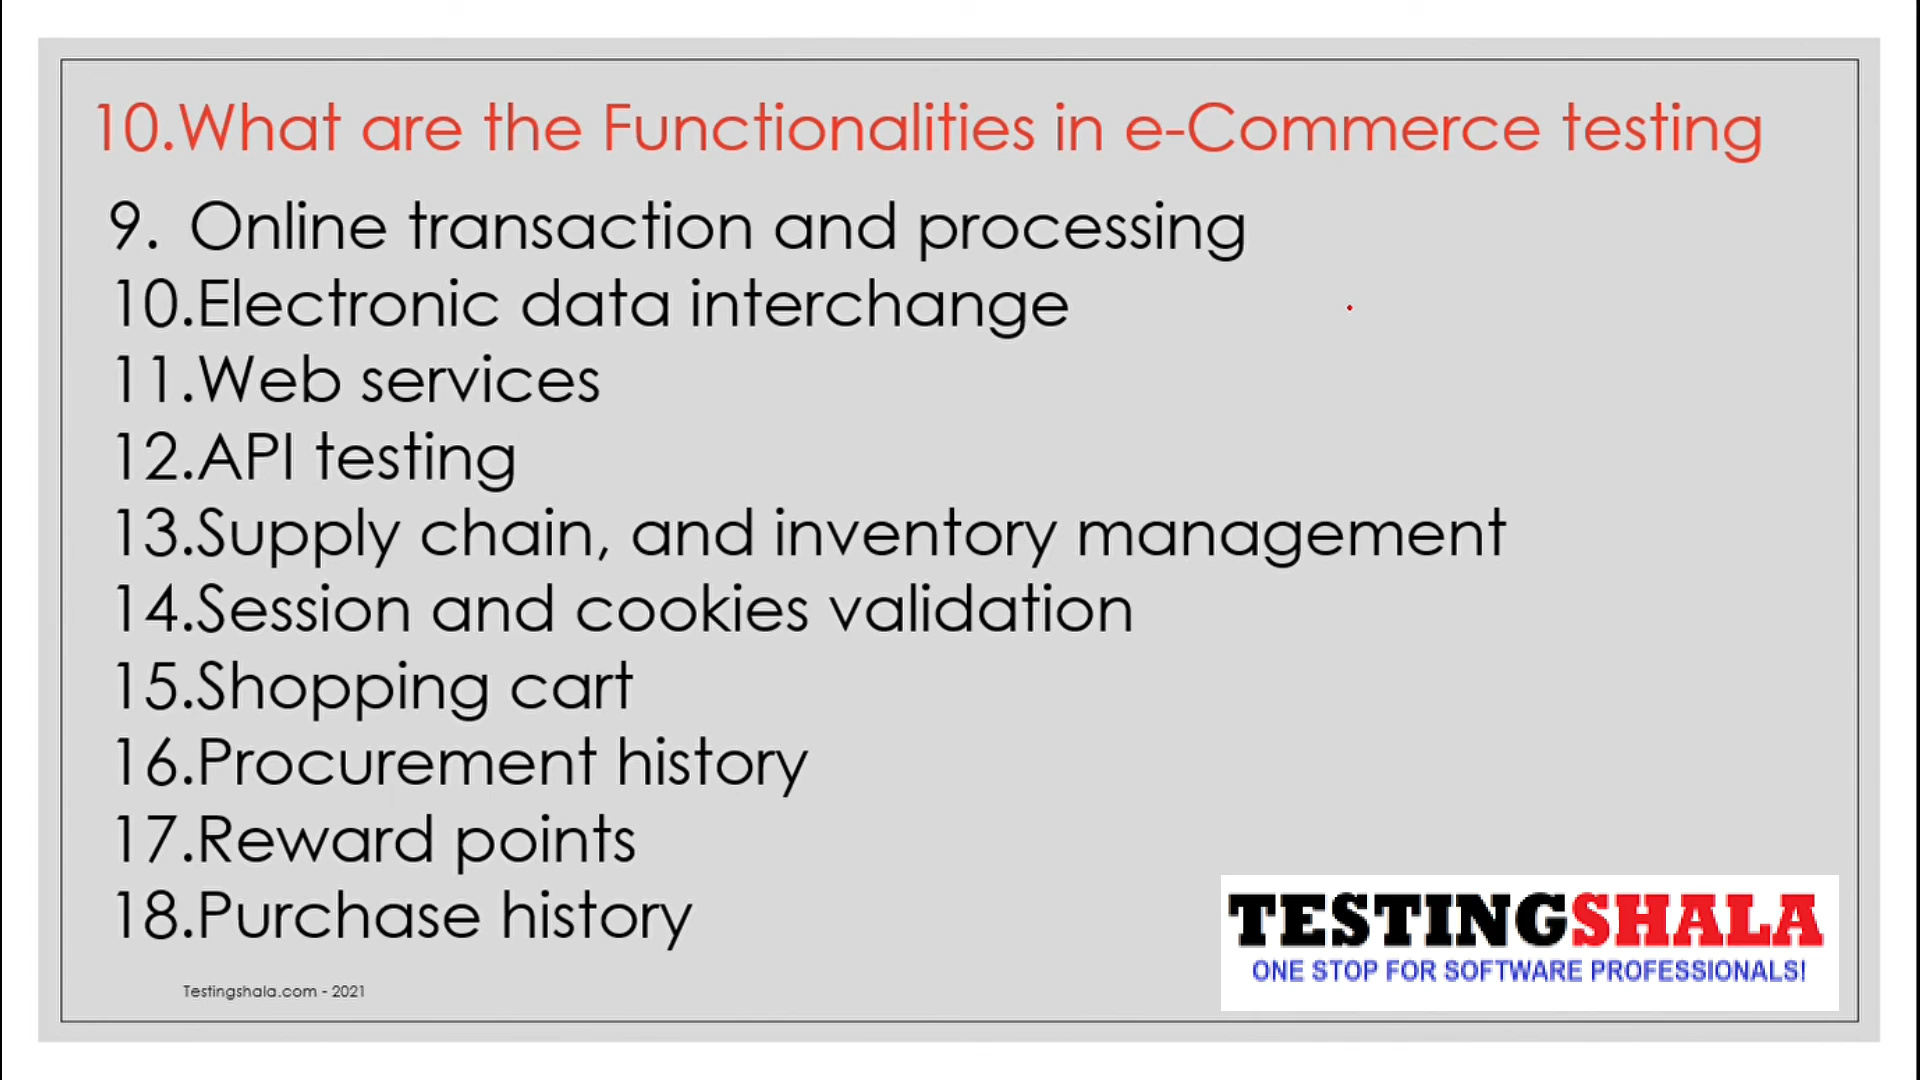 10.What are the Functionalities in e-Commerce testing
9. Online transaction and processing
10.Electronic data interchange
11.Web services
12.API testing
13.Supply chain, and inventory management
14.Session and cookies validation
15.Shopping cart
16.Procurement history
17.Reward points
18.Purchase history
TESTINGSHALA
ONE STOP FOR SOFTWARE PROFESSIONALS!
Testingshala.com - 2021